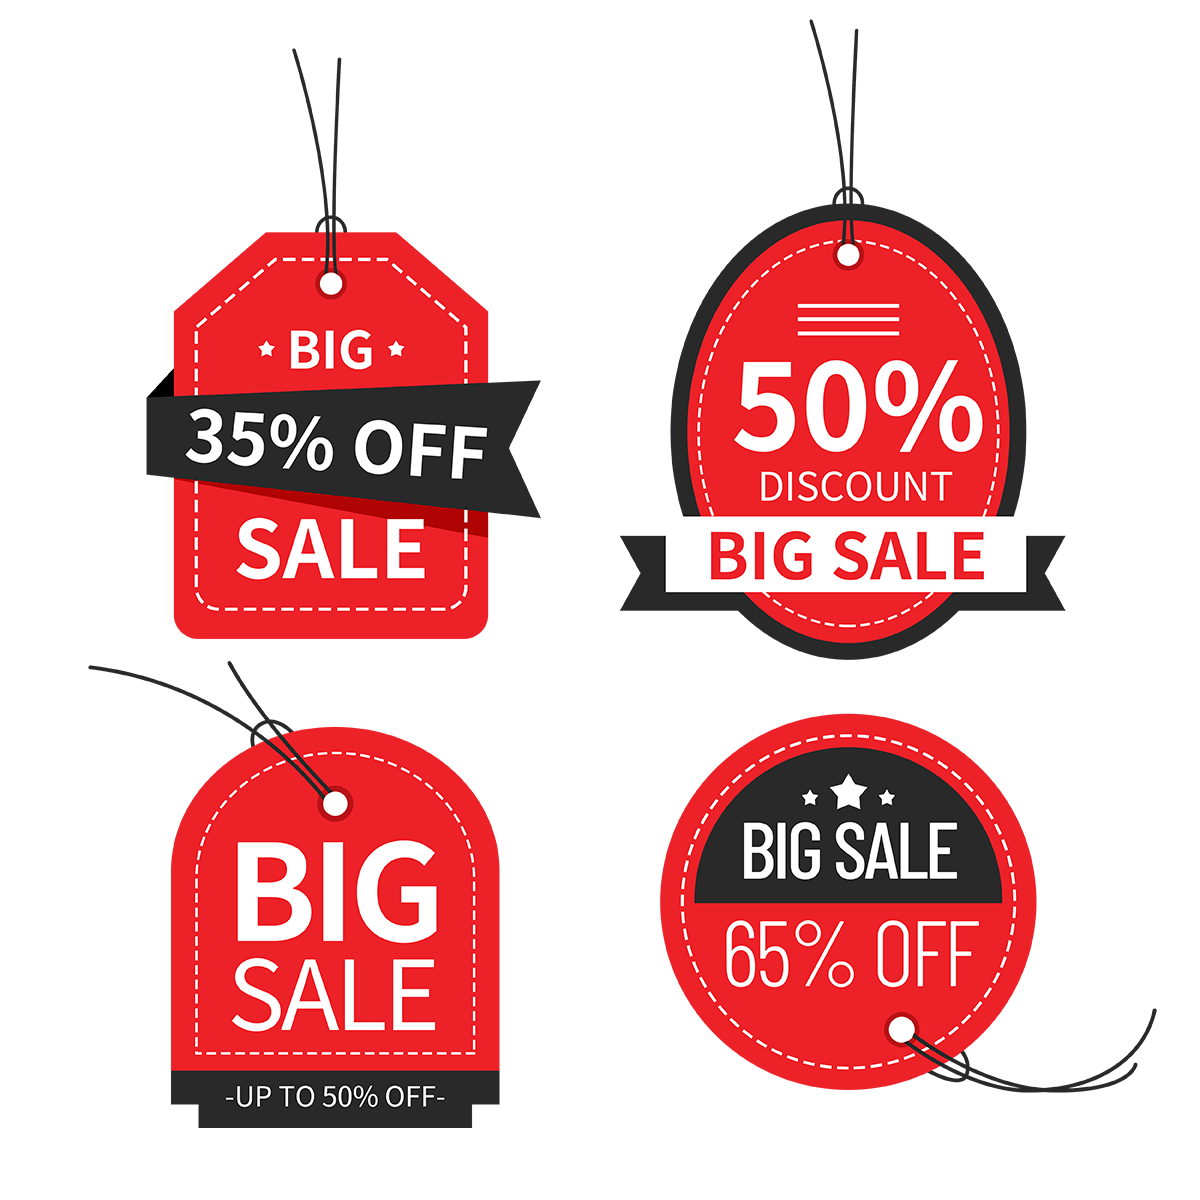 BIG
35% OFF
SALE
50%
DISCOUNT
BIG SALE
BIG
SALE
-UP TO 50% OFF-
BIG SALE
65% OFF